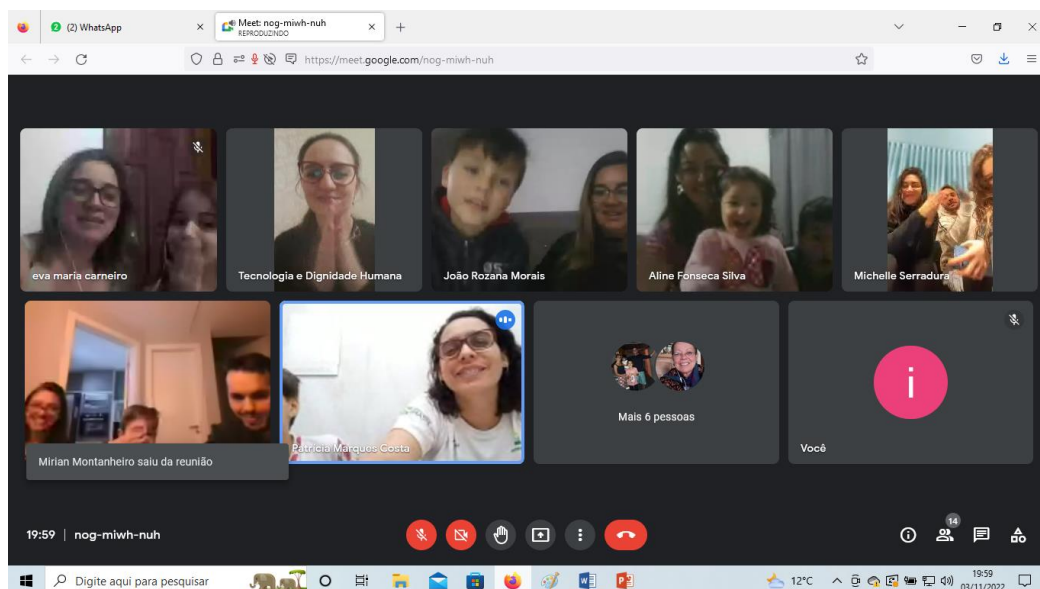 (2) WhatsApp
Meet: nog-miwh-nuh
REPRODUZINDO
https://meet.google.com/nog-miwh-nuh
eva maria carneiro
Tecnologia e Dignidade Humana
João Rozana Morais
Aline Fonseca Silva
Michelle Serradura
Mirian Montanheiro saiu da reunião
Patricia Marques Costa
Mais 6 pessoas
i
Você
19:59 | nog-miwh-nuh
14
Digite aqui para pesquisar
12°C
19:59
03/11/2022